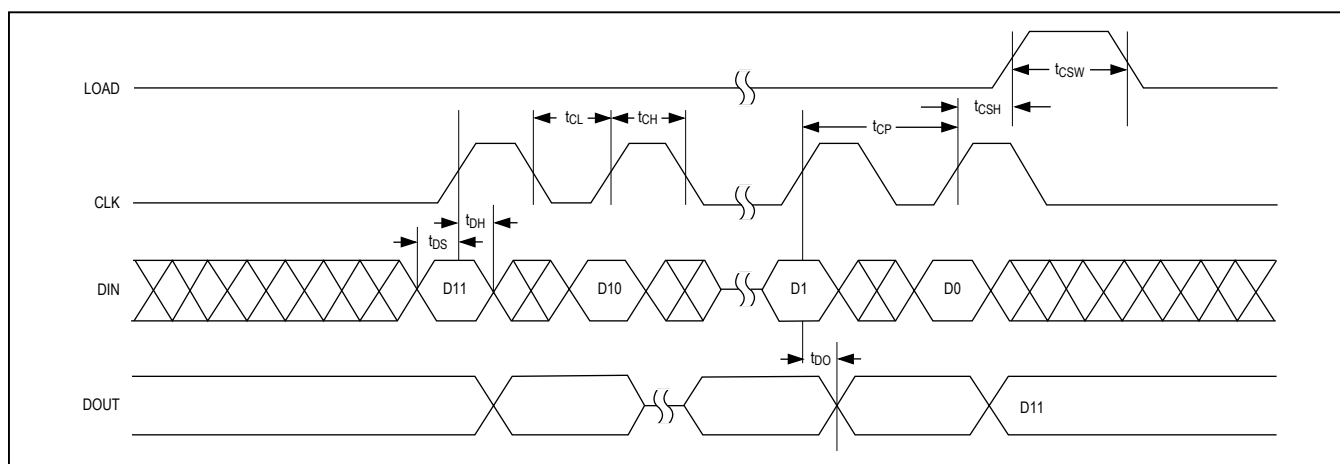 LOAD
tCSW
tCSH
tCL
tCH
tCP
CLK
tDH
tDS
DIN
D11
D10
D1
D0
tDO
DOUT
D11